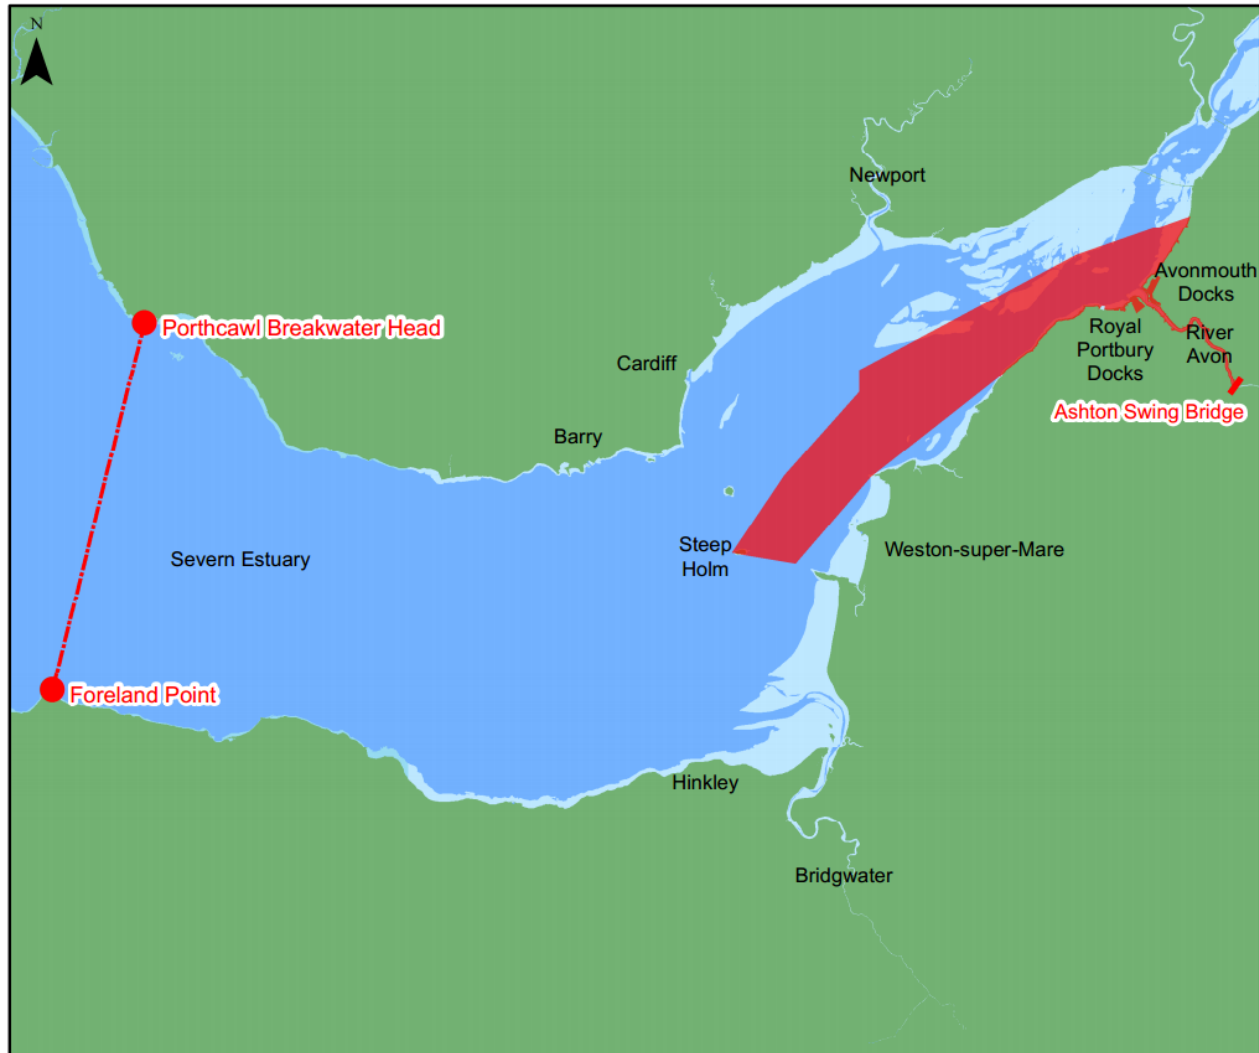 N
Newport
Avonmouth
Docks
Porthcawl Breakwater Head
Royal
Portbury
Docks
River
Avon
Cardiff
Ashton Swing Bridge
Barry
Severn Estuary
Steep
Holm
Weston-super-Mare
Foreland Point
Hinkley
Bridgwater